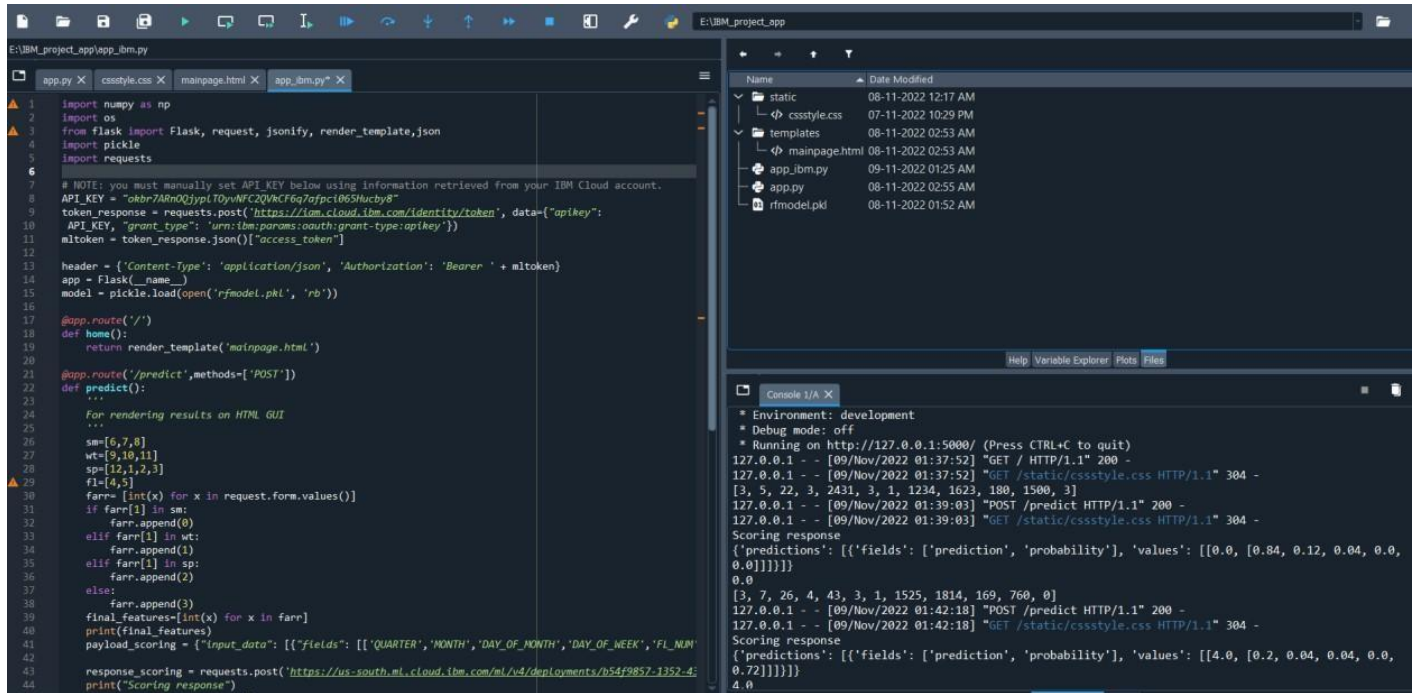 E:\IBM_project_app
E:\IBM_project_app\app_ibm.py
app.py X cssstyle.css X mainpage.html X app_ibm.py* X
1 import numpy as np
2 import os
3 from flask import Flask, request, jsonify, render_template,json
4 import pickle
5 import requests
6
7 # NOTE: you must manually set API_KEY below using information retrieved from your IBM Cloud account.
8 API_KEY = "okbr7ARnOQjyplTOyvNFC2QVkCF6q7afpci065Hucby8"
9 token_response = requests.post('https://iam.cloud.ibm.com/identity/token', data={"apikey":
10 API_KEY, "grant_type": 'urn:ibm:params:oauth:grant-type:apikey'})
11 mltoken = token_response.json()["access_token"]
12
13 header = {'Content-Type': 'application/json', 'Authorization': 'Bearer ' + mltoken}
14 app = Flask(__name__)
15 model = pickle.load(open('rfmodel.pkl', 'rb'))
16
17 @app.route('/')
18 def home():
19 return render_template('mainpage.html')
20
21 @app.route('/predict',methods=['POST'])
22 def predict():
23 '''
24 For rendering results on HTML GUI
25 '''
26 sm=[6,7,8]
27 wt=[9,10,11]
28 sp=[12,1,2,3]
29 fl=[4,5]
30 farr= [int(x) for x in request.form.values()]
31 if farr[1] in sm:
32 farr.append(0)
33 elif farr[1] in wt:
34 farr.append(1)
35 elif farr[1] in sp:
36 farr.append(2)
37 else:
38 farr.append(3)
39 final_features=[int(x) for x in farr]
40 print(final_features)
41 payload_scoring = {"input_data": [{"fields": [['QUARTER','MONTH','DAY_OF_MONTH','DAY_OF_WEEK','FL_NUM'
42
43 response_scoring = requests.post('https://us-south.ml.cloud.ibm.com/ml/v4/deployments/b54f9857-1352-43
44 print("Scoring response")
Name Date Modified
static 08-11-2022 12:17 AM
cssstyle.css 07-11-2022 10:29 PM
templates 08-11-2022 02:53 AM
mainpage.html 08-11-2022 02:53 AM
app_ibm.py 09-11-2022 01:25 AM
app.py 08-11-2022 02:55 AM
rfmodel.pkl 08-11-2022 01:52 AM
Help Variable Explorer Plots Files
Console 1/A X
* Environment: development
* Debug mode: off
* Running on http://127.0.0.1:5000/ (Press CTRL+C to quit)
127.0.0.1 - - [09/Nov/2022 01:37:52] "GET / HTTP/1.1" 200 -
127.0.0.1 - - [09/Nov/2022 01:37:52] "GET /static/cssstyle.css HTTP/1.1" 304 -
[3, 5, 22, 3, 2431, 3, 1, 1234, 1623, 180, 1500, 3]
127.0.0.1 - - [09/Nov/2022 01:39:03] "POST /predict HTTP/1.1" 200 -
127.0.0.1 - - [09/Nov/2022 01:39:03] "GET /static/cssstyle.css HTTP/1.1" 304 -
Scoring response
{'predictions': [{'fields': ['prediction', 'probability'], 'values': [[0.0, [0.84, 0.12, 0.04, 0.0,
0.0]]]}]}
0.0
[3, 7, 26, 4, 43, 3, 1, 1525, 1814, 169, 760, 0]
127.0.0.1 - - [09/Nov/2022 01:42:18] "POST /predict HTTP/1.1" 200 -
127.0.0.1 - - [09/Nov/2022 01:42:18] "GET /static/cssstyle.css HTTP/1.1" 304 -
Scoring response
{'predictions': [{'fields': ['prediction', 'probability'], 'values': [[4.0, [0.2, 0.04, 0.04, 0.0,
0.72]]]}]}
4.0